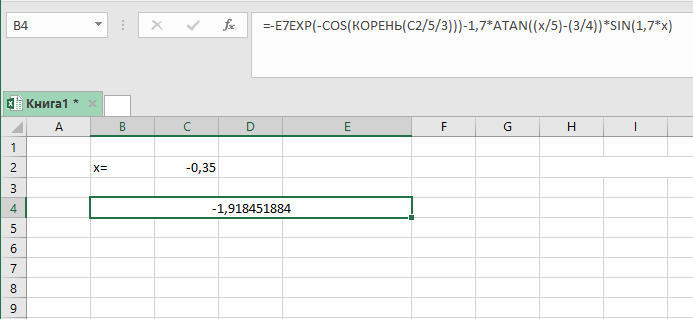 B4
fx
=-E7EXP(-COS(КОРЕНЬ(C2/5/3)))-1,7*ATAN((x/5)-(3/4))*SIN(1,7*x)
Книга1 *
A B C D E F G H I
1
2 x= -0,35
3
4 -1,918451884
5
6
7
8
9